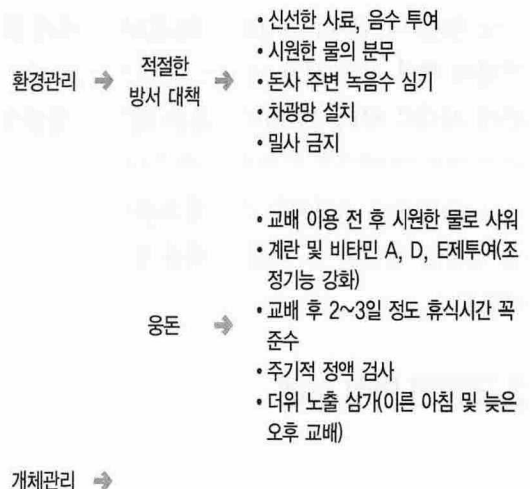 • 신선한 사료, 음수 투여
• 시원한 물의 분무
환경관리 → 적절한 방서 대책 → • 돈사 주변 녹음수 심기
• 차광망 설치
• 밀사 금지
• 교배 이용 전 후 시원한 물로 샤워
• 계란 및 비타민 A, D, E제투여(조
정기능 강화)
웅돈 → • 교배 후 2~3일 정도 휴식시간 꼭
준수
• 주기적 정액 검사
• 더위 노출 삼가(이른 아침 및 늦은
오후 교배)
개체관리 →